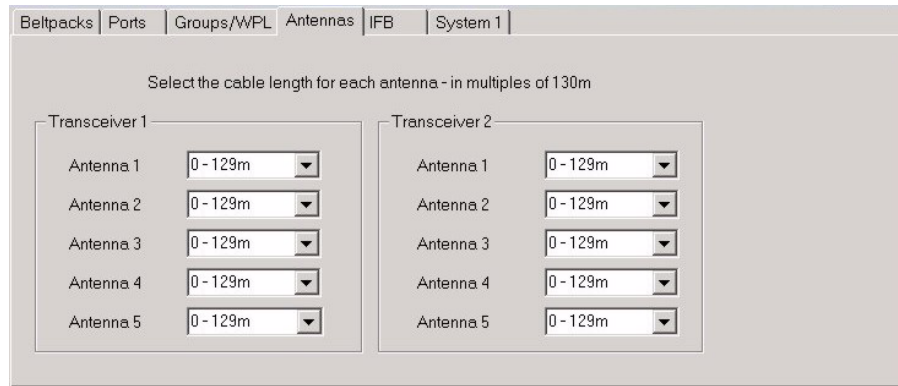 Beltpacks Ports Groups/WPL Antennas IFB System 1
Select the cable length for each antenna - in multiples of 130m
Transceiver 1
Antenna 1 0 - 129m
Antenna 2 0 - 129m
Antenna 3 0 - 129m
Antenna 4 0 - 129m
Antenna 5 0 - 129m
Transceiver 2
Antenna 1 0 - 129m
Antenna 2 0 - 129m
Antenna 3 0 - 129m
Antenna 4 0 - 129m
Antenna 5 0 - 129m